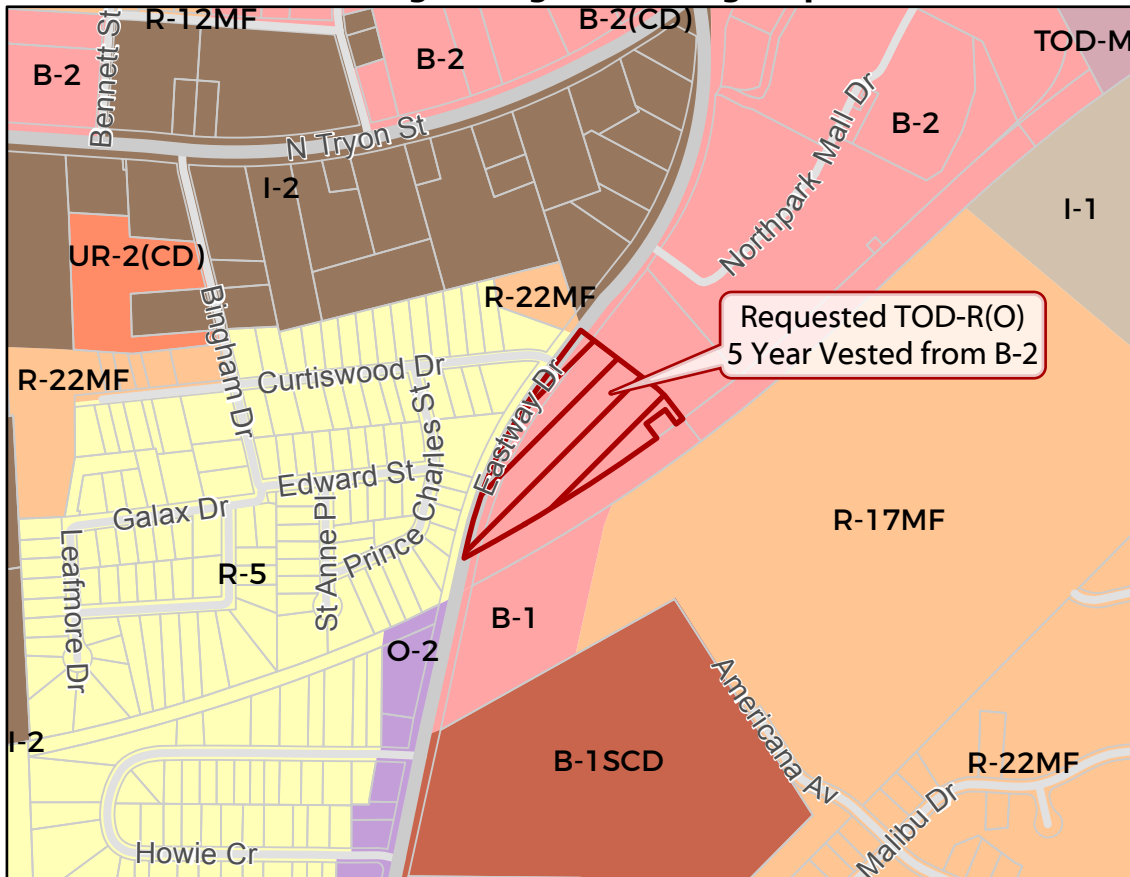 R-12MF
B-2(CD)
TOD-M
B-2
Bennett St
B-2
Northpark Mall Dr
B-2
N Tryon St
I-2
I-1
UR-2(CD)
Bingham Dr
R-22MF
Requested TOD-R(O)
5 Year Vested from B-2
R-22MF
Curtiswood Dr
Eastway Dr
Prince Charles St
Edward St
Galax Dr
St Anne Pl
R-17MF
Leafmore Dr
R-5
B-1
O-2
Americana Av
I-2
B-1SCD
R-22MF
Malibu Dr
Howie Cr